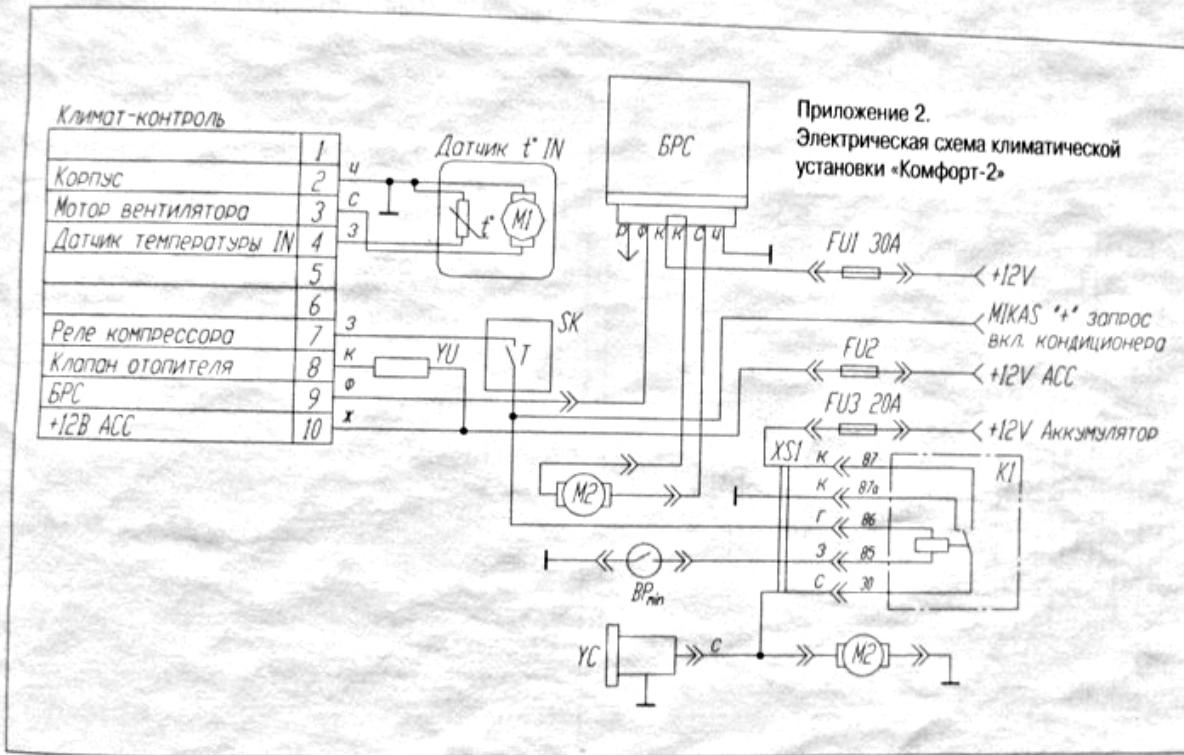 Приложение 2.
Электрическая схема климатической
установки «Комфорт-2»
Климат-контроль
1
Корпус 2 Ч
Мотор вентилятора 3 С
Датчик температуры IN 4 З
5
6
Реле компрессора 7 З
Клапан отопителя 8 К
БРС 9 Ф
+12В АСС 10 Х
Датчик t° IN
t°
M1
БРС
Р Ф К К С Ч
SK
T
YU
FU1 30A
+12V
MIKAS "+" запрос
вкл. кондиционера
FU2
+12V ACC
FU3 20A
+12V Аккумулятор
XS1
K1
К 87
К 87а
Г 86
З 85
С 30
M2
BPmin
YC
С
M2